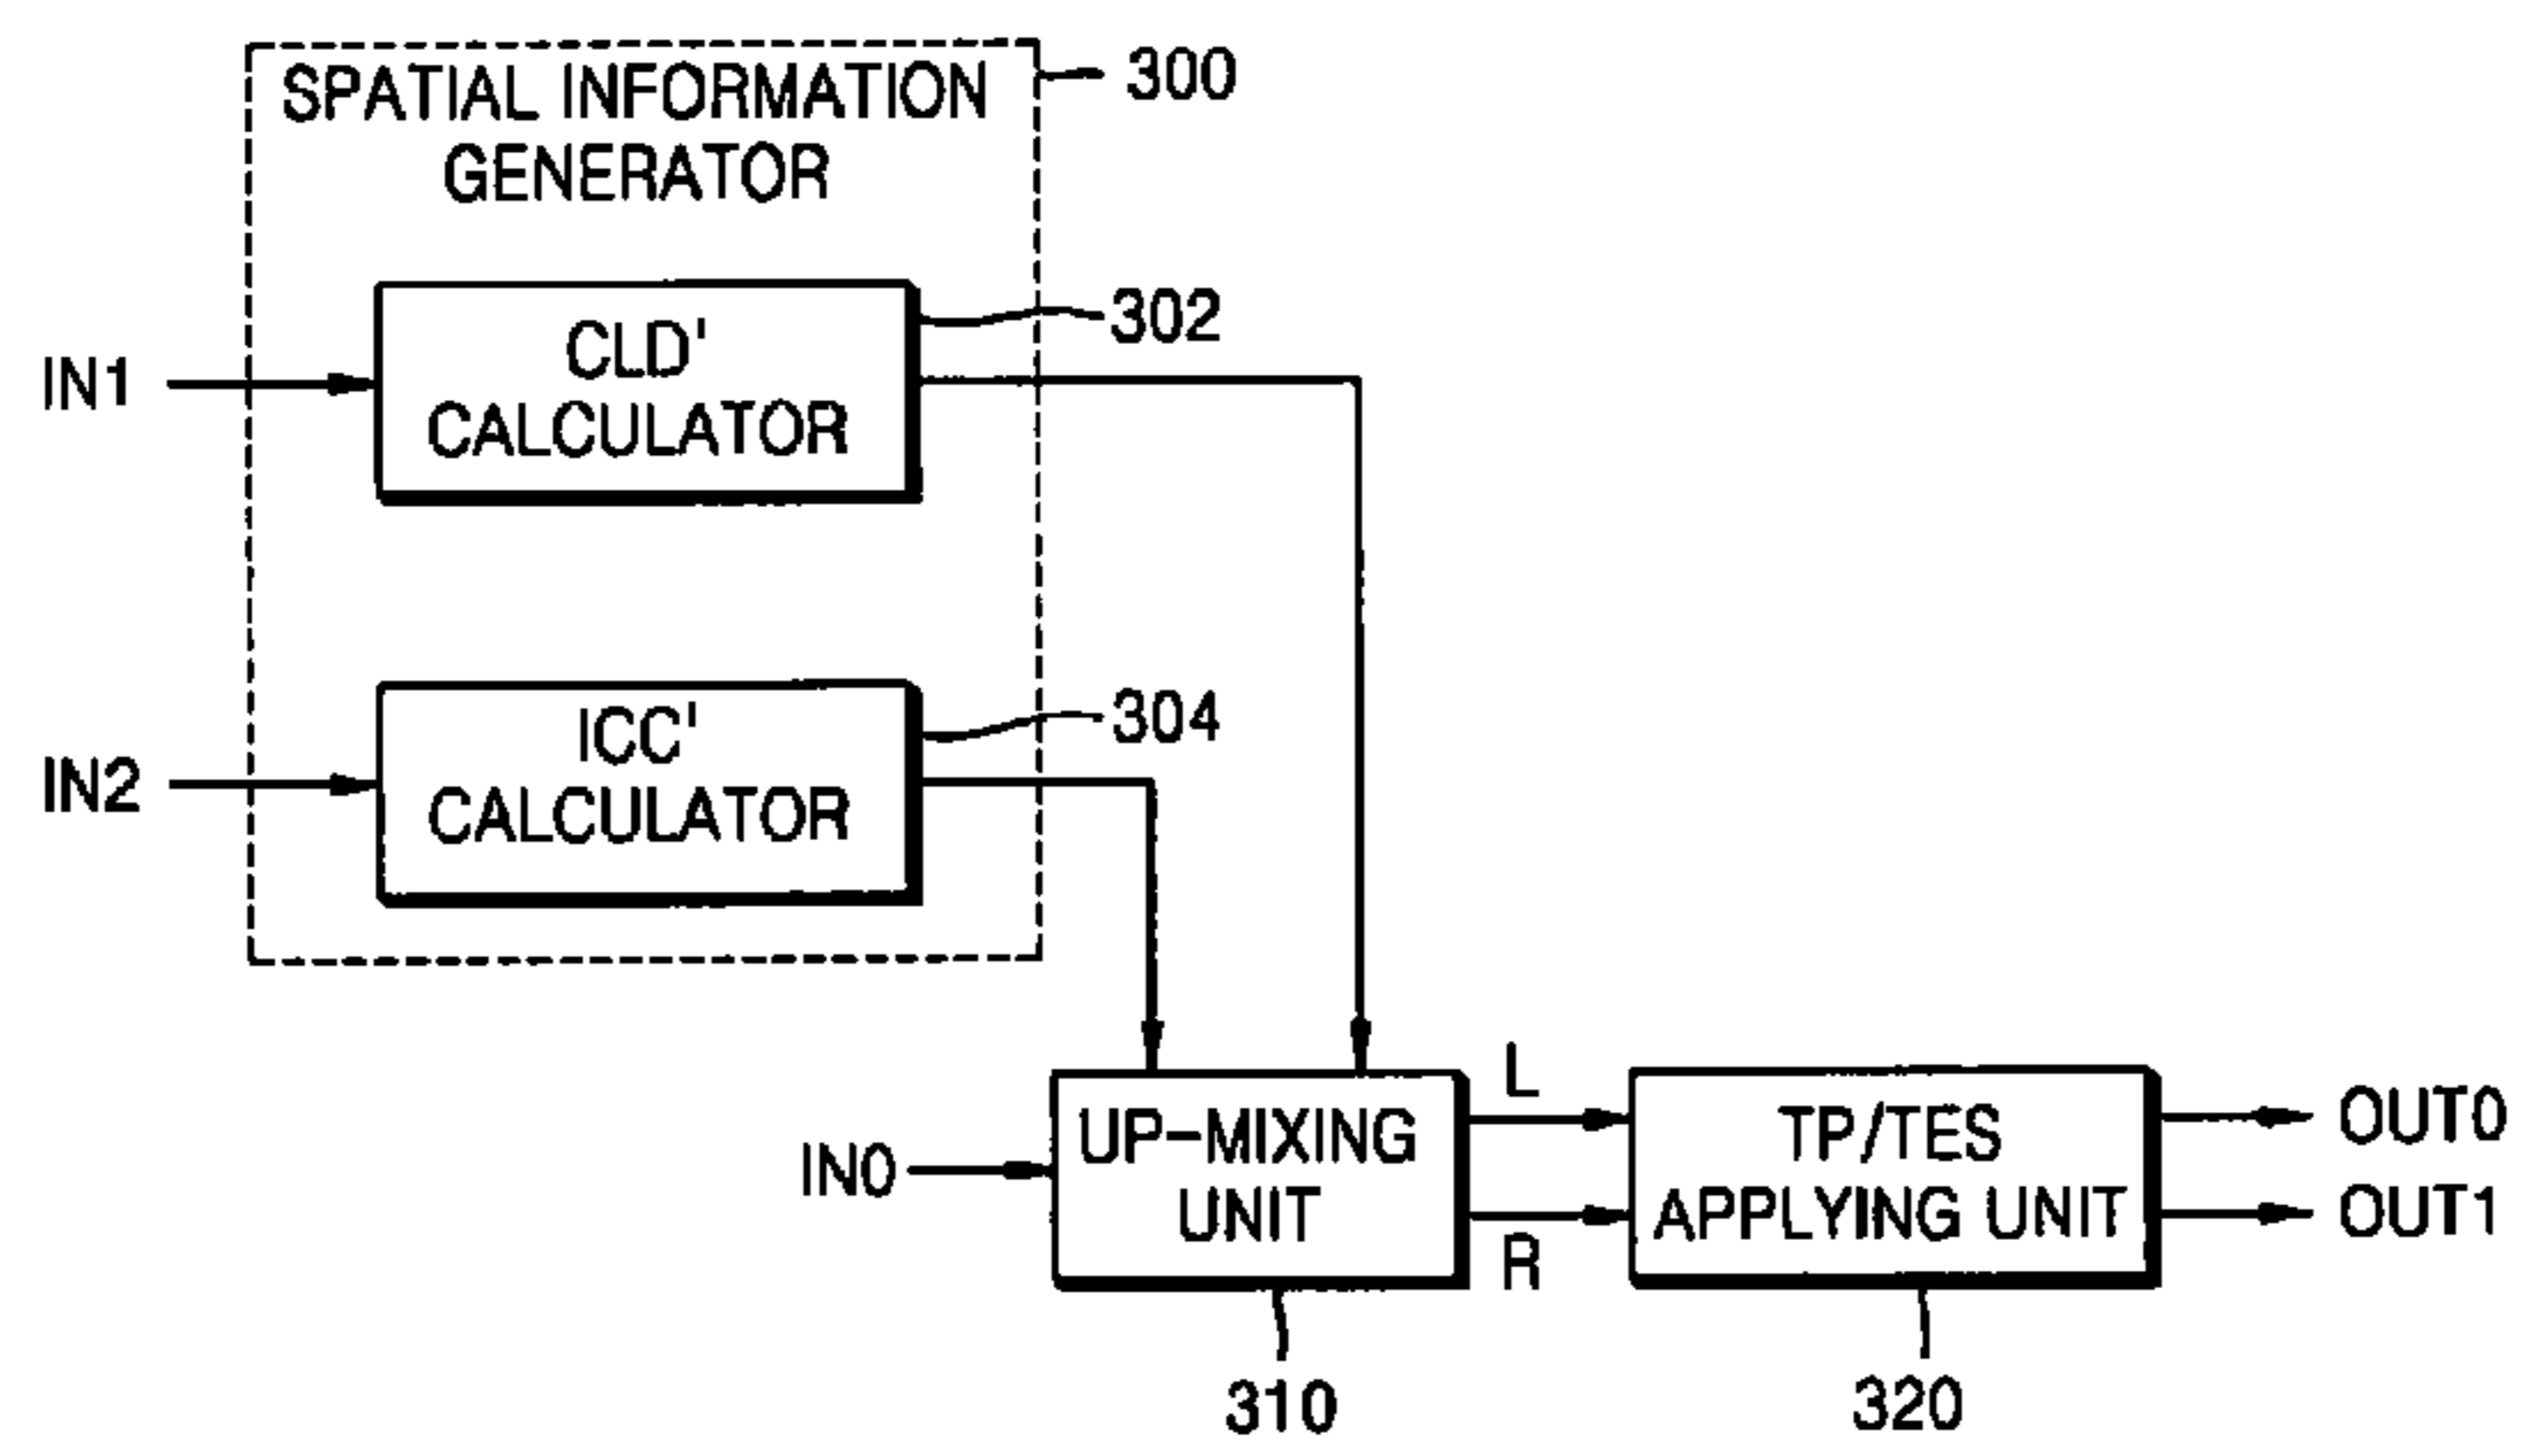 SPATIAL INFORMATION
GENERATOR
300
CLD'
CALCULATOR
302
IN1
ICC'
CALCULATOR
304
IN2
IN0
UP-MIXING
UNIT
310
L
R
TP/TES
APPLYING UNIT
320
OUT0
OUT1